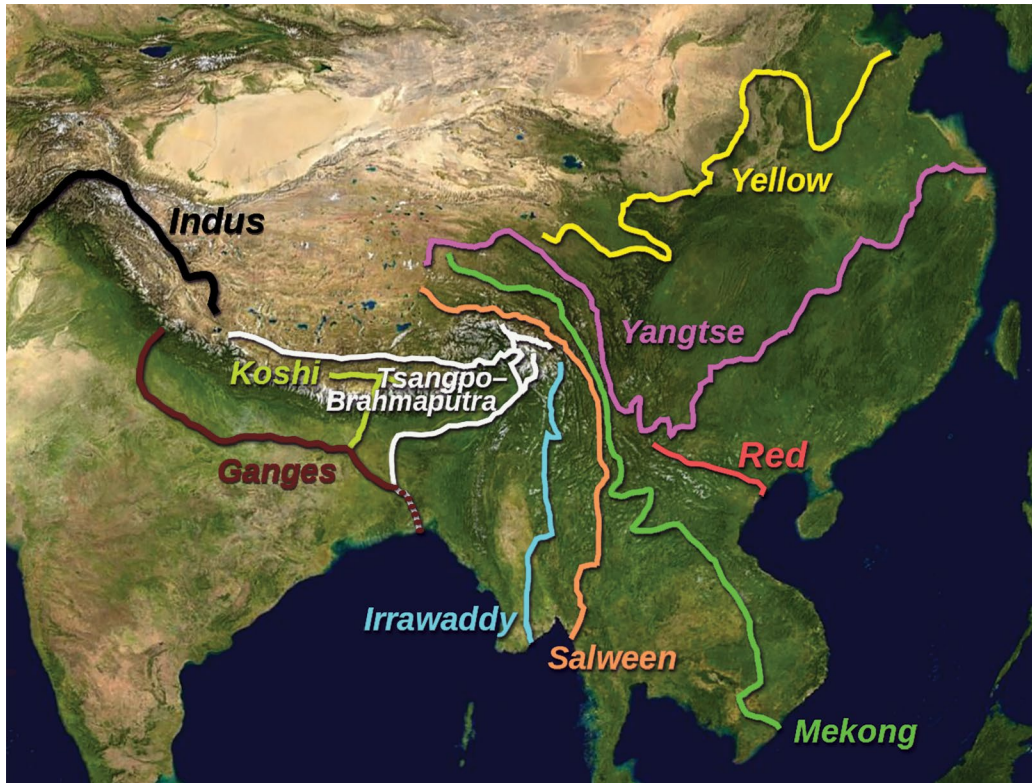 Yellow
Indus
Yangtse
Koshi
Tsangpo–
Brahmaputra
Red
Ganges
Irrawaddy
Salween
Mekong